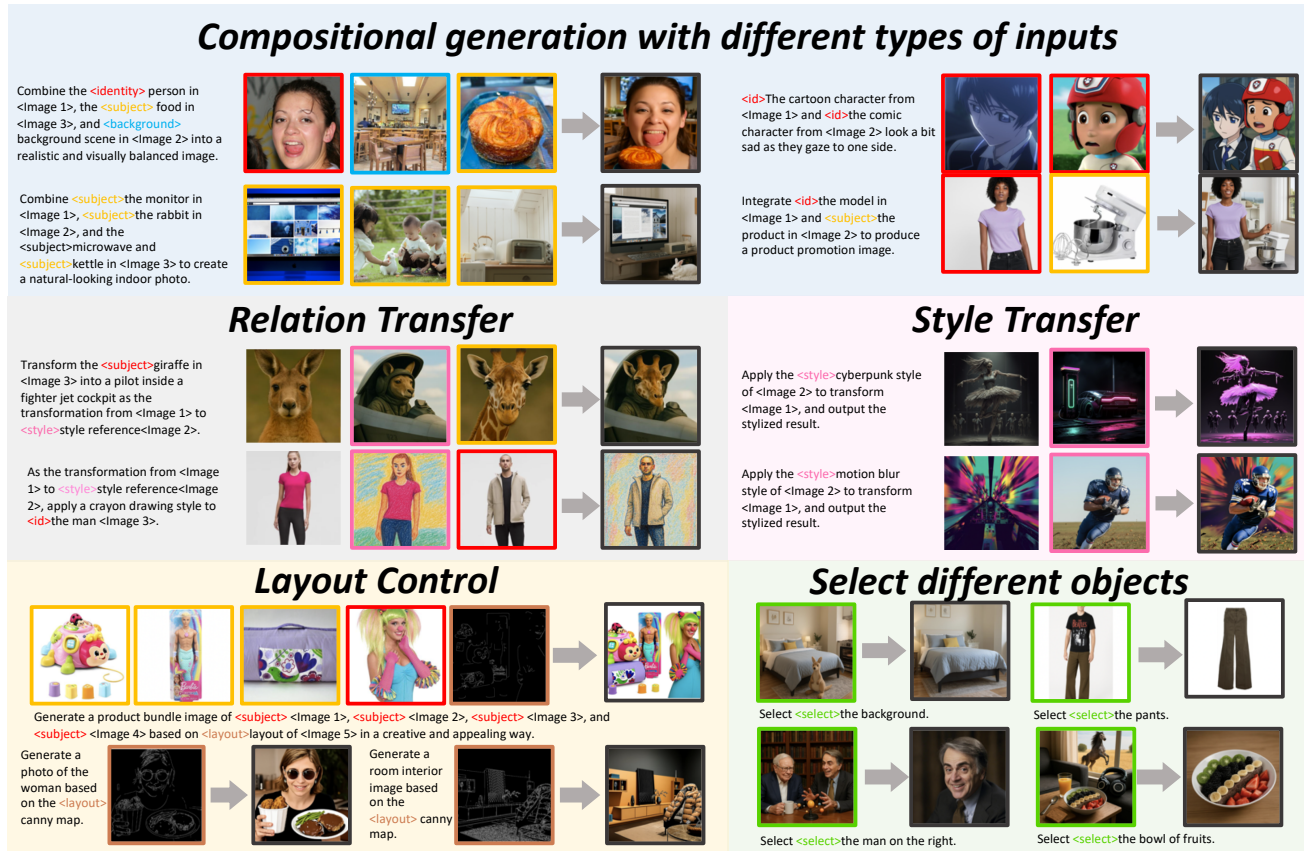 Compositional generation with different types of inputs
Combine the <identity> person in
<Image 1>, the <subject> food in
<Image 3>, and <background>
background scene in <Image 2> into a
realistic and visually balanced image.
<id>The cartoon character from
<Image 1> and <id>the comic
character from <Image 2> look a bit
sad as they gaze to one side.
Combine <subject>the monitor in
<Image 1>, <subject>the rabbit in
<Image 2>, and the
<subject>microwave and
<subject>kettle in <Image 3> to create
a natural-looking indoor photo.
Integrate <id>the model in
<Image 1> and <subject>the
product in <Image 2> to produce
a product promotion image.
Relation Transfer
Transform the <subject>giraffe in
<Image 3> into a pilot inside a
fighter jet cockpit as the
transformation from <Image 1> to
<style>style reference<Image 2>.
As the transformation from <Image
1> to <style>style reference<Image
2>, apply a crayon drawing style to
<id>the man <Image 3>.
Style Transfer
Apply the <style>cyberpunk style
of <Image 2> to transform
<Image 1>, and output the
stylized result.
Apply the <style>motion blur
style of <Image 2> to transform
<Image 1>, and output the
stylized result.
Layout Control
Generate a product bundle image of <subject> <Image 1>, <subject> <Image 2>, <subject> <Image 3>, and
<subject> <Image 4> based on <layout>layout of <Image 5> in a creative and appealing way.
Generate a
photo of the
woman based
on the <layout>
canny map.
Generate a
room interior
image based
on the
<layout> canny
map.
Select different objects
Select <select>the background.
Select <select>the pants.
Select <select>the man on the right.
Select <select>the bowl of fruits.